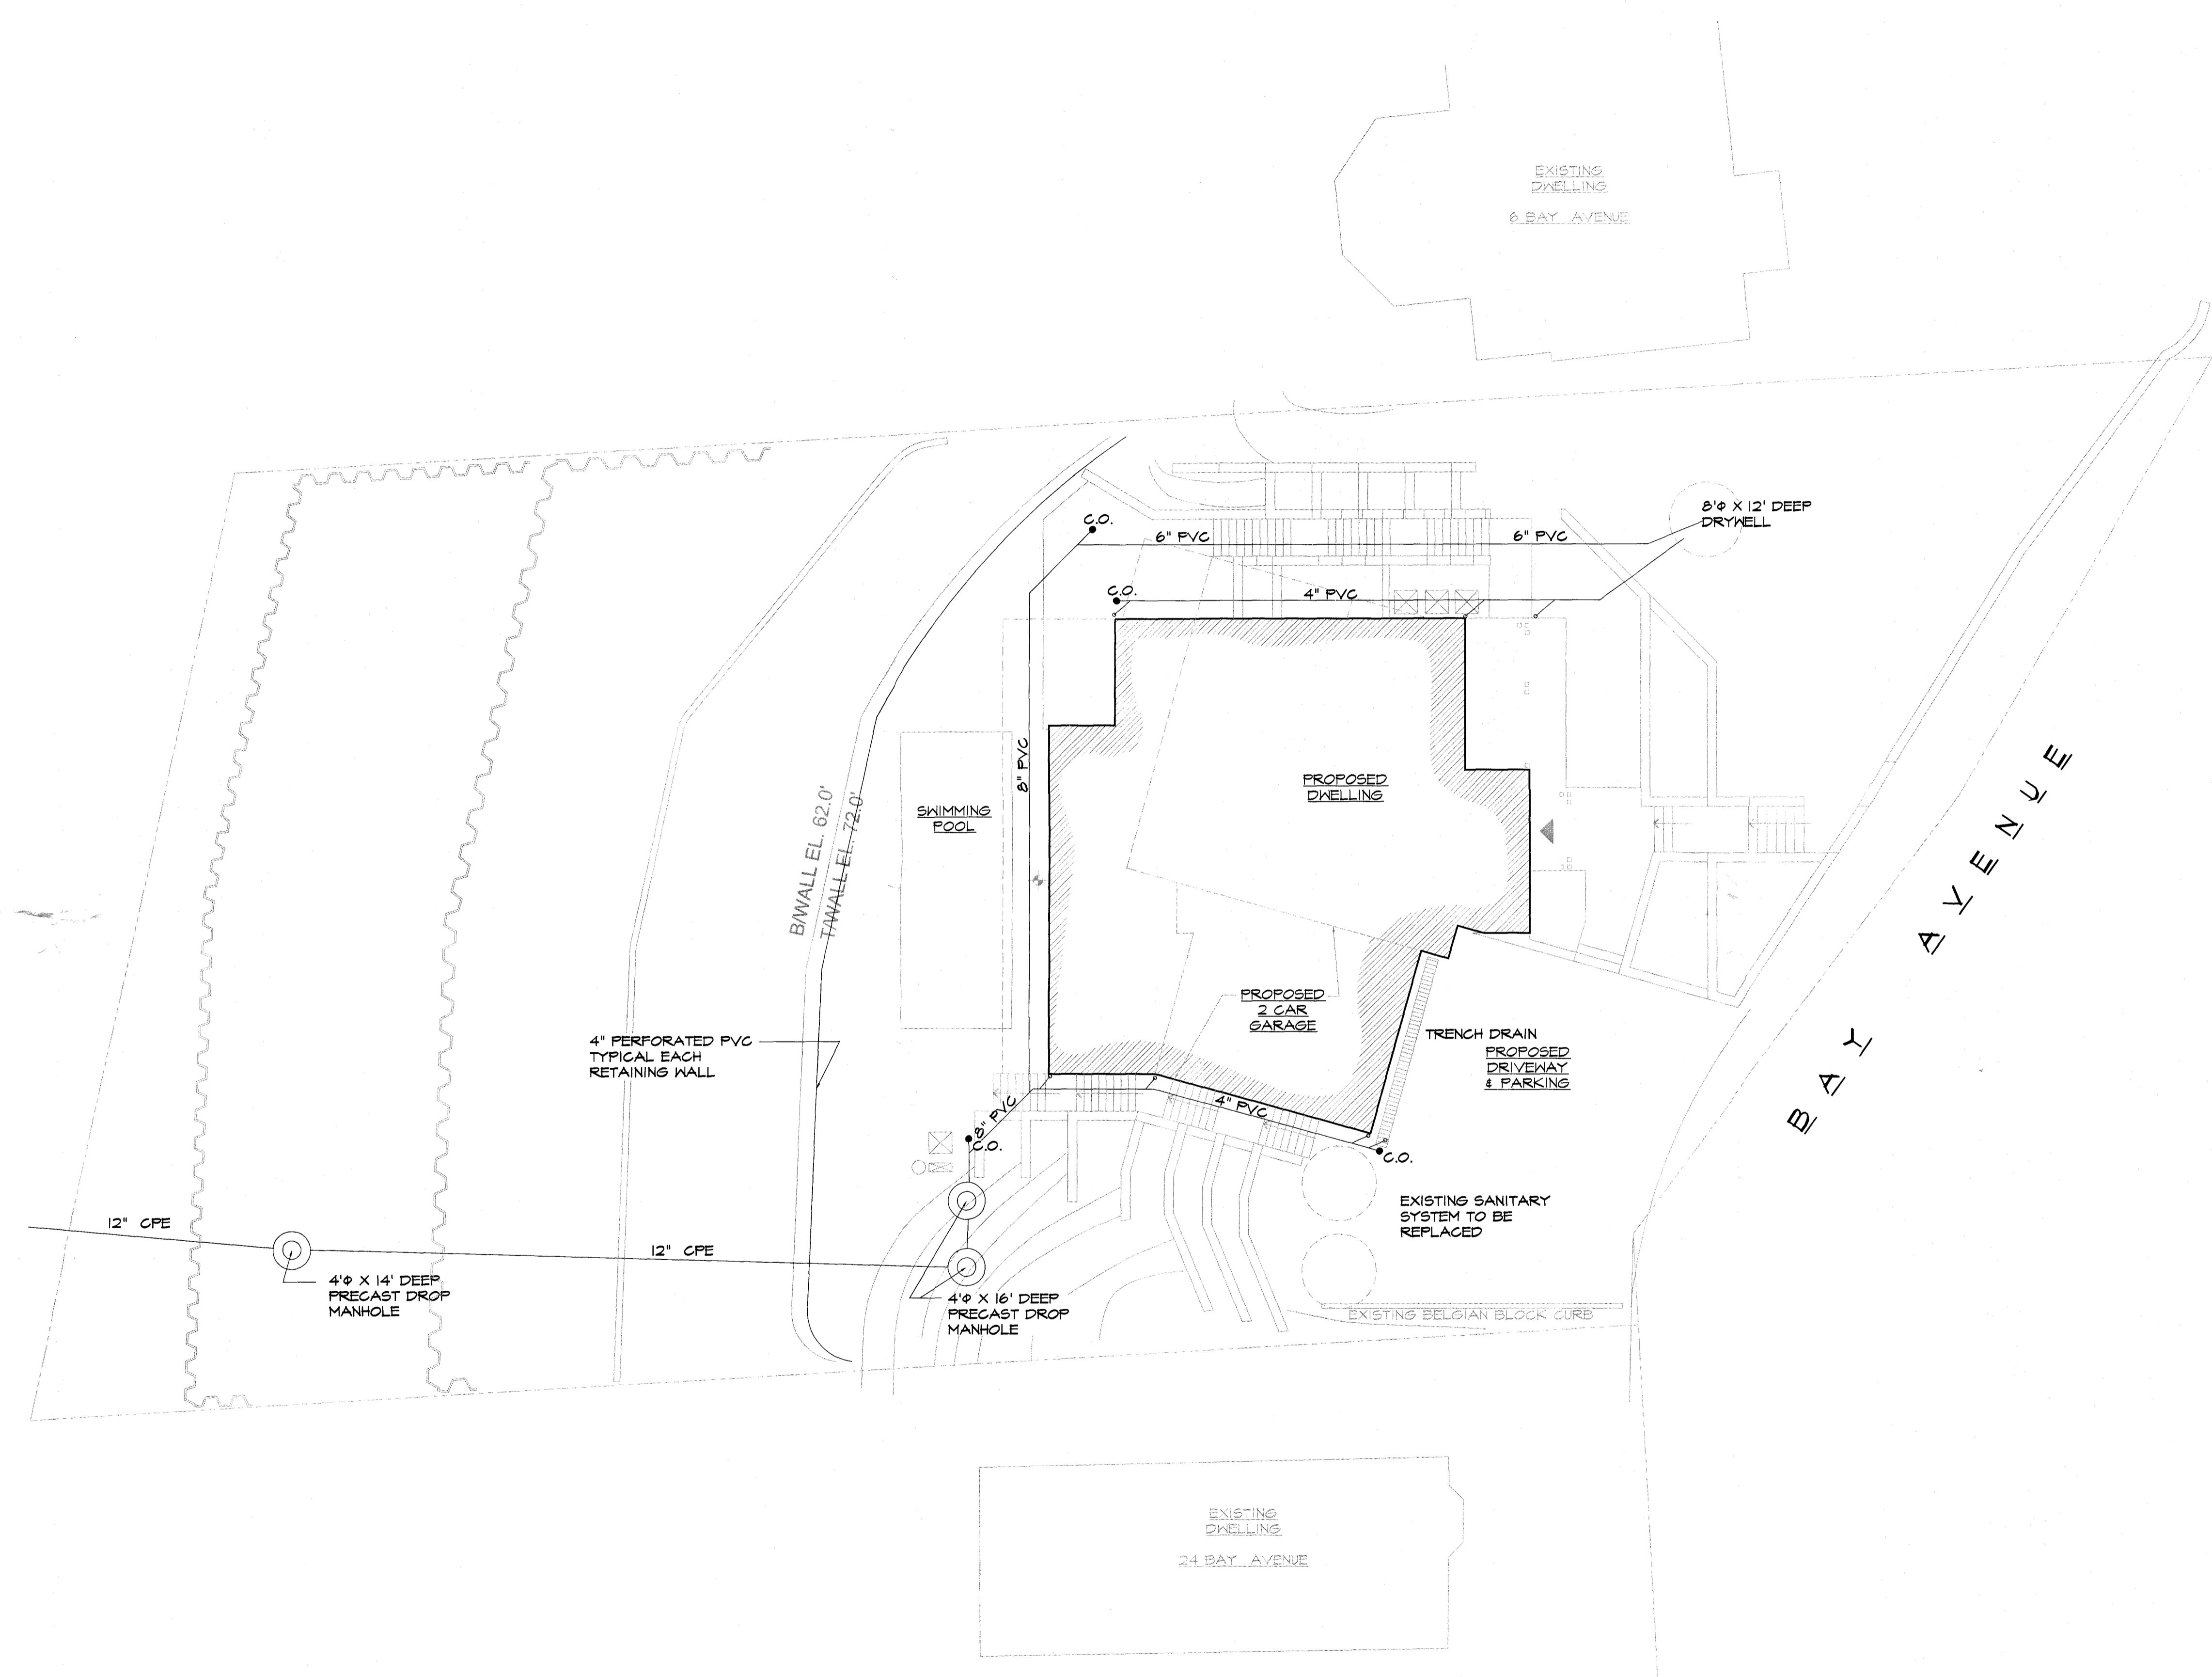 EXISTING
DWELLING
6 BAY AVENUE
8'Φ X 12' DEEP
DRYWELL
C.O.
6" PVC
6" PVC
C.O.
4" PVC
8" PVC
PROPOSED
DWELLING
SWIMMING
POOL
B/WALL EL. 62.0'
T/WALL EL. 72.0'
BAY AVENUE
PROPOSED
2 CAR
GARAGE
TRENCH DRAIN
PROPOSED
DRIVEWAY
& PARKING
4" PERFORATED PVC
TYPICAL EACH
RETAINING WALL
8" PVC
C.O.
4" PVC
C.O.
EXISTING SANITARY
SYSTEM TO BE
REPLACED
12" CPE
12" CPE
4'Φ X 14' DEEP
PRECAST DROP
MANHOLE
4'Φ X 16' DEEP
PRECAST DROP
MANHOLE
EXISTING BELGIAN BLOCK CURB
EXISTING
DWELLING
24 BAY AVENUE